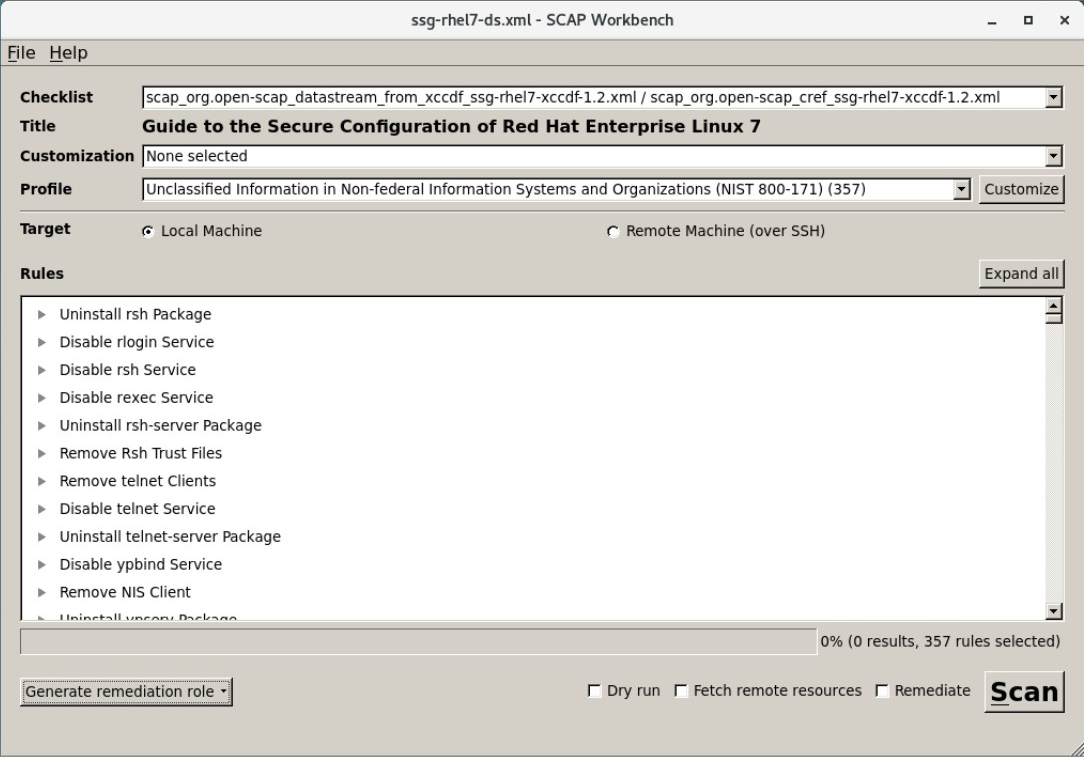 ssg-rhel7-ds.xml - SCAP Workbench
File Help
Checklist scap_org.open-scap_datastream_from_xccdf_ssg-rhel7-xccdf-1.2.xml / scap_org.open-scap_cref_ssg-rhel7-xccdf-1.2.xml
Title Guide to the Secure Configuration of Red Hat Enterprise Linux 7
Customization None selected
Profile Unclassified Information in Non-federal Information Systems and Organizations (NIST 800-171) (357) Customize
Target Local Machine Remote Machine (over SSH)
Rules Expand all
Uninstall rsh Package
Disable rlogin Service
Disable rsh Service
Disable rexec Service
Uninstall rsh-server Package
Remove Rsh Trust Files
Remove telnet Clients
Disable telnet Service
Uninstall telnet-server Package
Disable ypbind Service
Remove NIS Client
Uninstall ypserv Package
0% (0 results, 357 rules selected)
Generate remediation role Dry run Fetch remote resources Remediate Scan